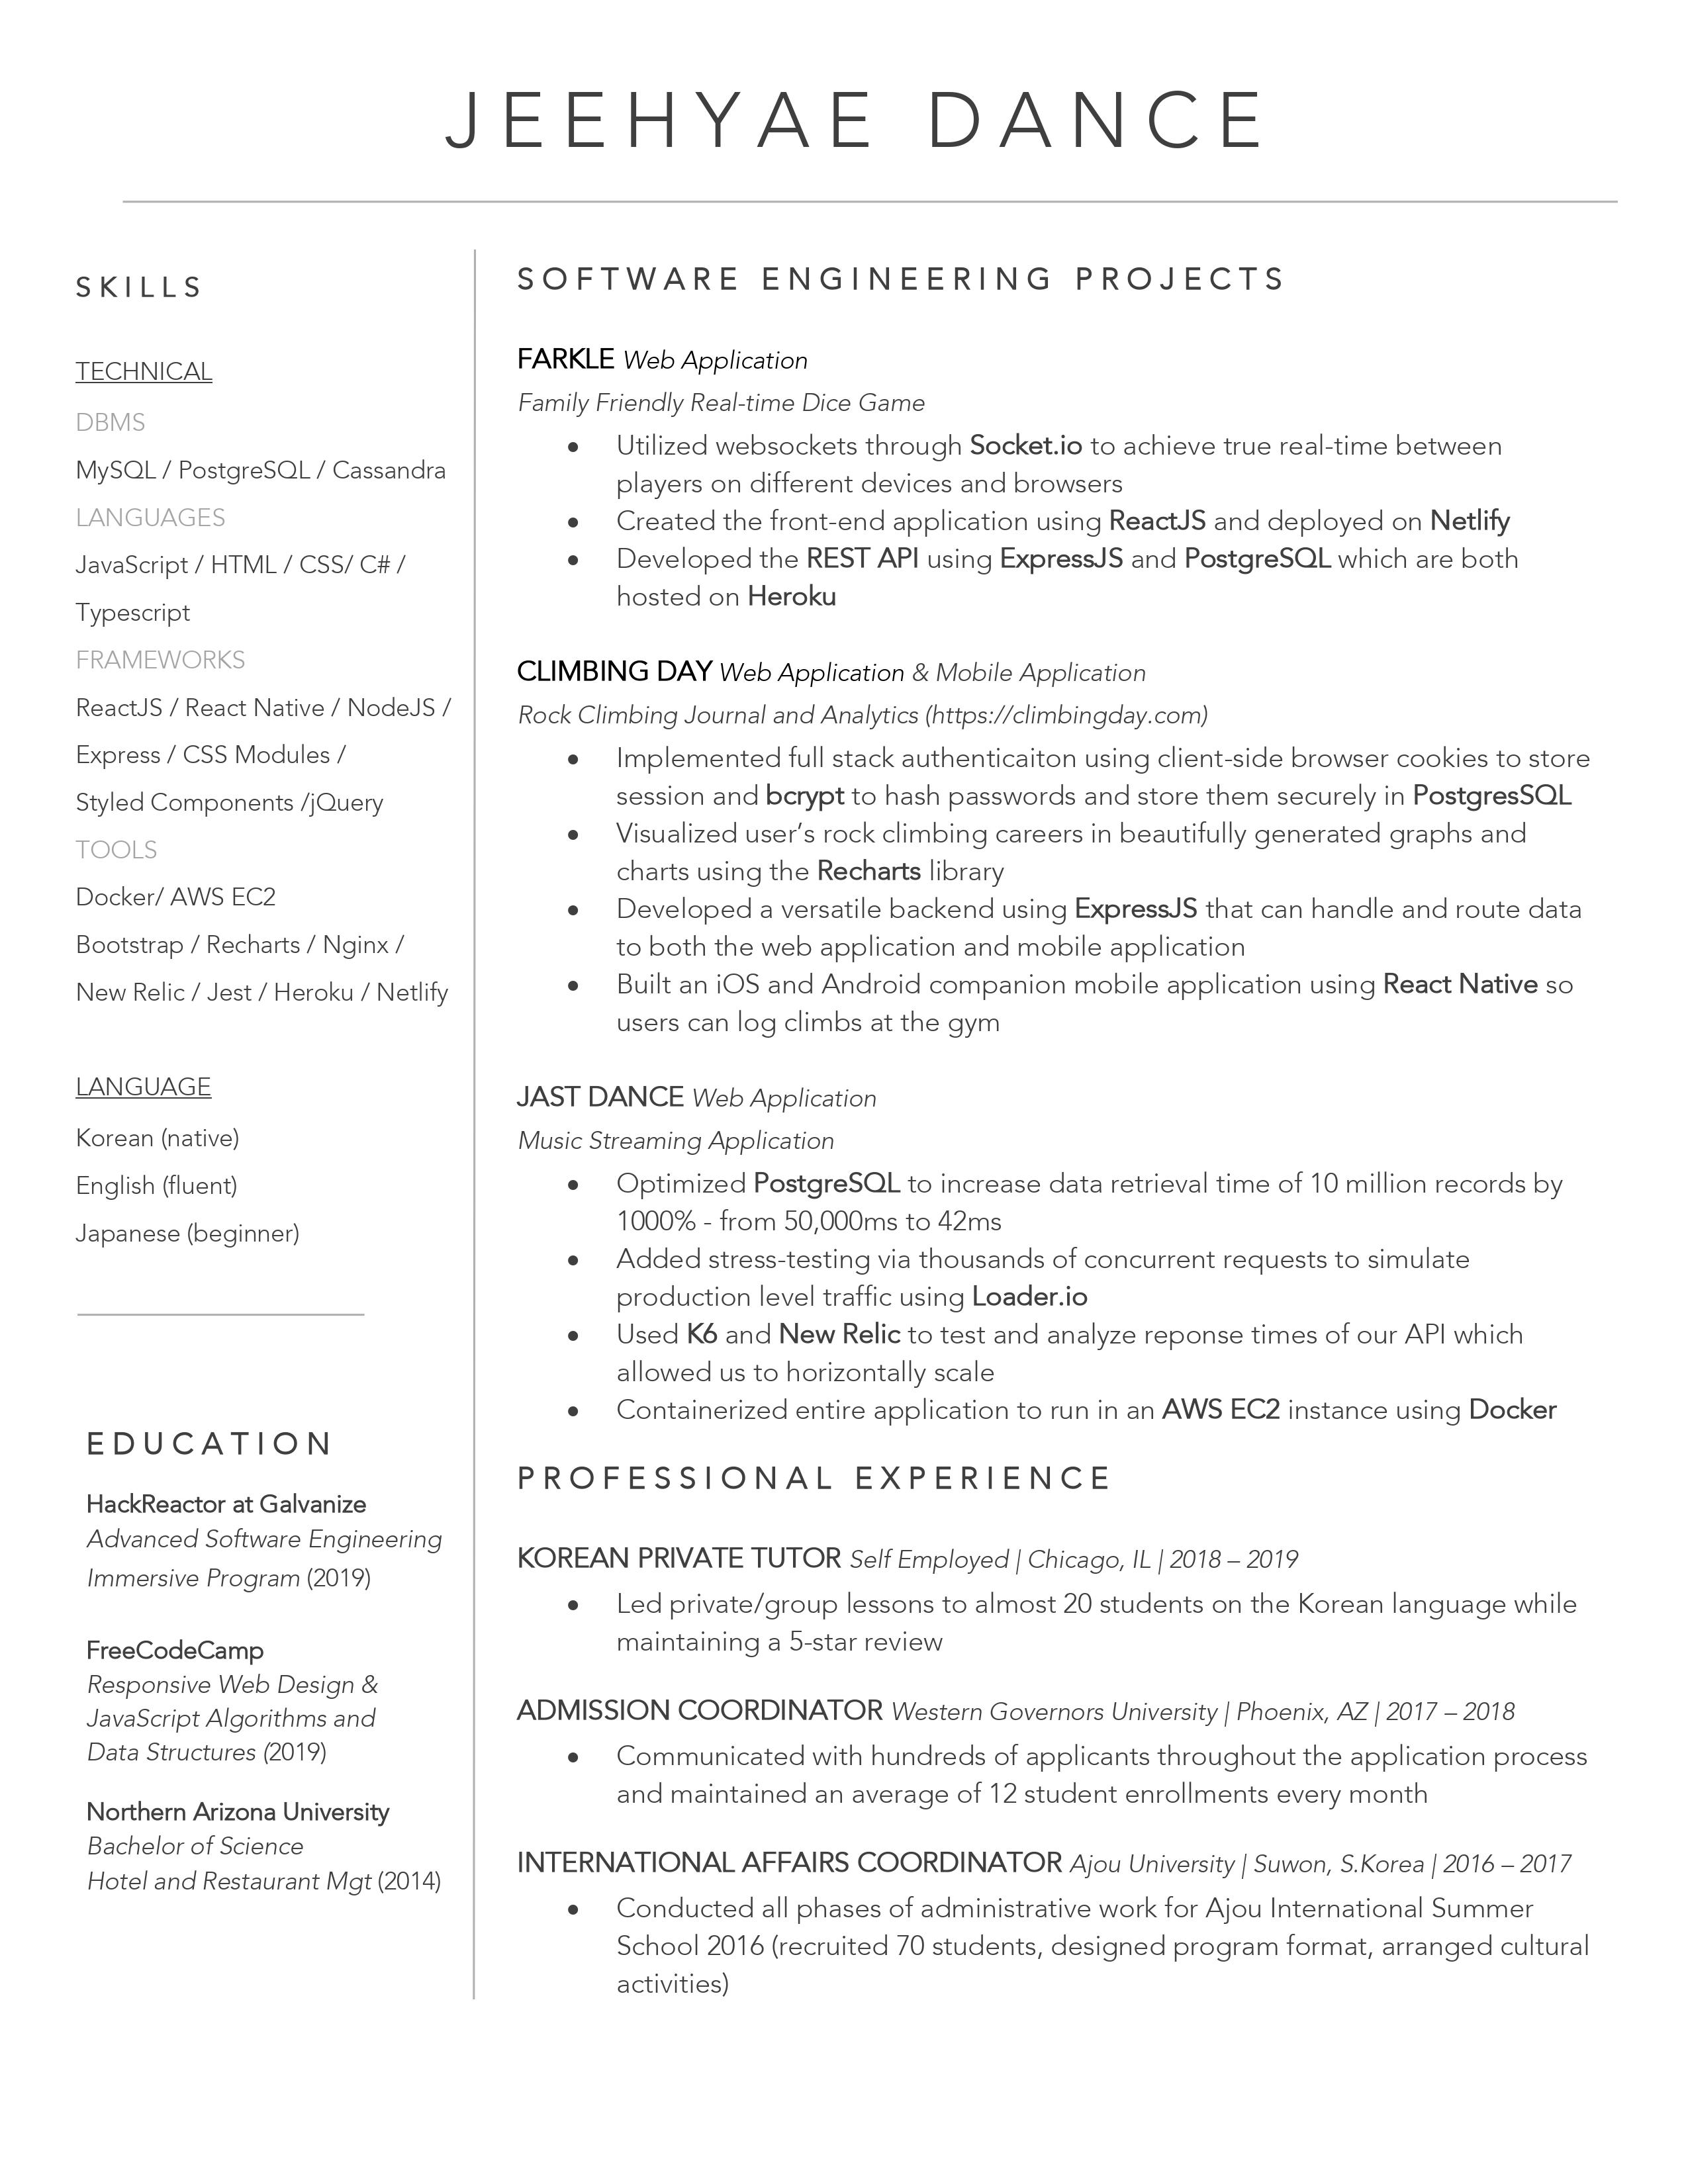 JEEHYAE DANCE
SKILLS
TECHNICAL
DBMS
MySQL / PostgreSQL / Cassandra
LANGUAGES
JavaScript / HTML / CSS/ C# /
Typescript
FRAMEWORKS
ReactJS / React Native / NodeJS /
Express / CSS Modules /
Styled Components /jQuery
TOOLS
Docker/ AWS EC2
Bootstrap / Recharts / Nginx /
New Relic / Jest / Heroku / Netlify
LANGUAGE
Korean (native)
English (fluent)
Japanese (beginner)
EDUCATION
HackReactor at Galvanize
Advanced Software Engineering
Immersive Program (2019)
FreeCodeCamp
Responsive Web Design &
JavaScript Algorithms and
Data Structures (2019)
Northern Arizona University
Bachelor of Science
Hotel and Restaurant Mgt (2014)
SOFTWARE ENGINEERING PROJECTS
FARKLE Web Application
Family Friendly Real-time Dice Game
• Utilized websockets through Socket.io to achieve true real-time between
players on different devices and browsers
• Created the front-end application using ReactJS and deployed on Netlify
• Developed the REST API using ExpressJS and PostgreSQL which are both
hosted on Heroku
CLIMBING DAY Web Application & Mobile Application
Rock Climbing Journal and Analytics (https://climbingday.com)
• Implemented full stack authenticaiton using client-side browser cookies to store
session and bcrypt to hash passwords and store them securely in PostgresSQL
• Visualized user’s rock climbing careers in beautifully generated graphs and
charts using the Recharts library
• Developed a versatile backend using ExpressJS that can handle and route data
to both the web application and mobile application
• Built an iOS and Android companion mobile application using React Native so
users can log climbs at the gym
JAST DANCE Web Application
Music Streaming Application
• Optimized PostgreSQL to increase data retrieval time of 10 million records by
1000% - from 50,000ms to 42ms
• Added stress-testing via thousands of concurrent requests to simulate
production level traffic using Loader.io
• Used K6 and New Relic to test and analyze reponse times of our API which
allowed us to horizontally scale
• Containerized entire application to run in an AWS EC2 instance using Docker
PROFESSIONAL EXPERIENCE
KOREAN PRIVATE TUTOR Self Employed | Chicago, IL | 2018 – 2019
• Led private/group lessons to almost 20 students on the Korean language while
maintaining a 5-star review
ADMISSION COORDINATOR Western Governors University | Phoenix, AZ | 2017 – 2018
• Communicated with hundreds of applicants throughout the application process
and maintained an average of 12 student enrollments every month
INTERNATIONAL AFFAIRS COORDINATOR Ajou University | Suwon, S.Korea | 2016 – 2017
• Conducted all phases of administrative work for Ajou International Summer
School 2016 (recruited 70 students, designed program format, arranged cultural
activities)